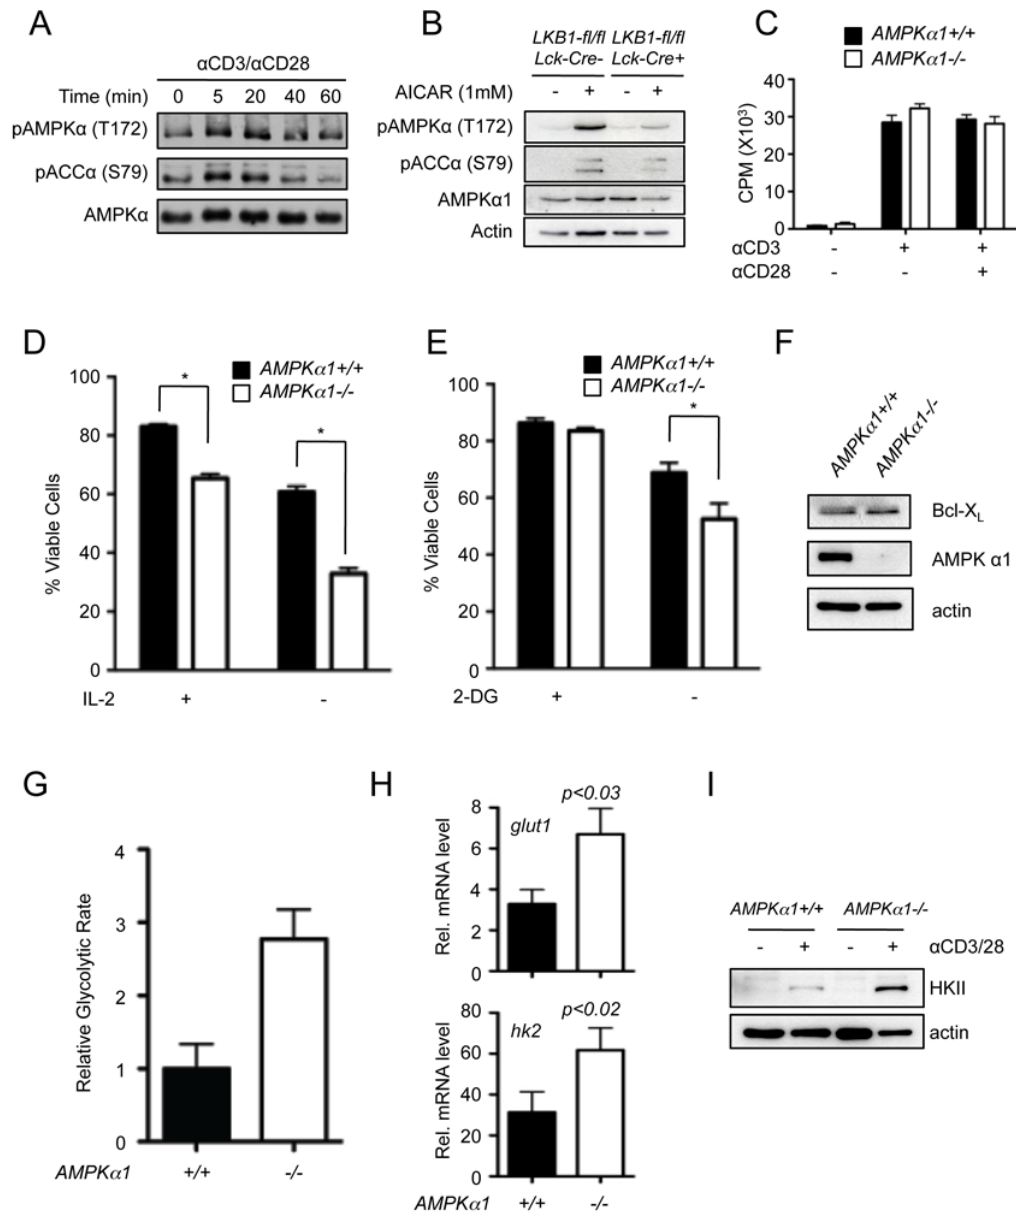 A
αCD3/αCD28
Time (min) 0 5 20 40 60
pAMPKα (T172)
pACCα (S79)
AMPKα
B
LKB1-fl/fl LKB1-fl/fl
Lck-Cre- Lck-Cre+
AICAR (1mM) - + - +
pAMPKα (T172)
pACCα (S79)
AMPKα1
Actin
C
AMPKα1+/+
AMPKα1-/-
CPM (X10³)
40
30
20
10
0
αCD3 - + +
αCD28 - - +
D
AMPKα1+/+
AMPKα1-/-
% Viable Cells
100
80
60
40
20
0
* *
IL-2 + -
E
AMPKα1+/+
AMPKα1-/-
% Viable Cells
100
80
60
40
20
0
*
2-DG + -
F
AMPKα1+/+ AMPKα1-/-
Bcl-XL
AMPK α1
actin
G
Relative Glycolytic Rate
4
3
2
1
0
AMPKα1 +/+ -/-
H
p<0.03
glut1
Rel. mRNA level
8
6
4
2
0
p<0.02
hk2
Rel. mRNA level
80
60
40
20
0
AMPKα1 +/+ -/-
I
AMPKα1+/+ AMPKα1-/-
- + - + αCD3/28
HKII
actin